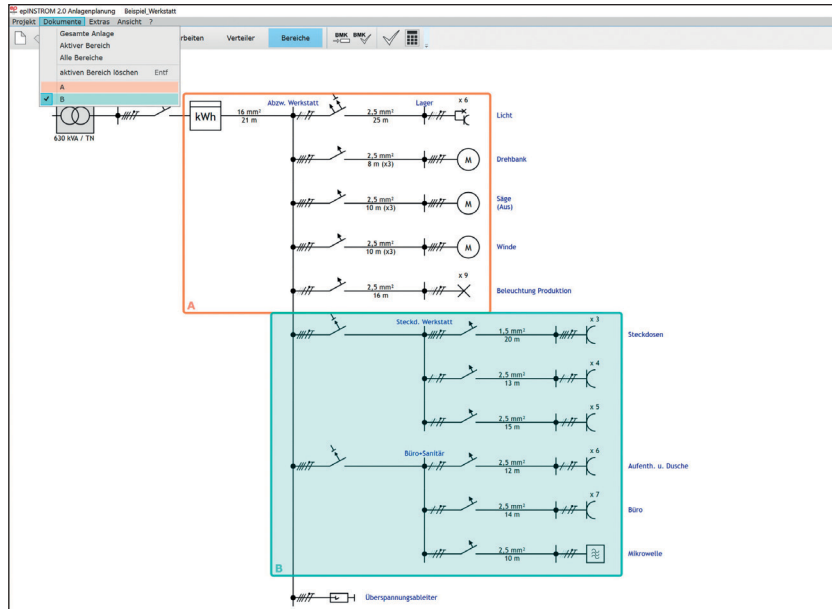 ep epINSTROM 2.0 Anlagenplanung Beispiel_Werkstatt
Projekt Dokumente Extras Ansicht ?
Gesamte Anlage
Aktiver Bereich
Alle Bereiche
aktiven Bereich löschen Entf
A
B
rbeiten Verteiler Bereiche BMK BMK
630 kVA / TN
kWh
16 mm²
21 m
Abzw. Werkstatt
2,5 mm²
25 m
Lager
x 6
Licht
2,5 mm²
8 m (x3)
M
Drehbank
2,5 mm²
10 m (x3)
M
Säge
(Aus)
2,5 mm²
10 m (x3)
M
Winde
2,5 mm²
16 m
x 9
Beleuchtung Produktion
A
Steckd. Werkstatt
1,5 mm²
20 m
x 3
Steckdosen
2,5 mm²
13 m
x 4
2,5 mm²
15 m
x 5
Büro+Sanitär
2,5 mm²
12 m
x 6
Aufenth. u. Dusche
2,5 mm²
14 m
x 7
Büro
2,5 mm²
10 m
Mikrowelle
B
Überspannungsableiter